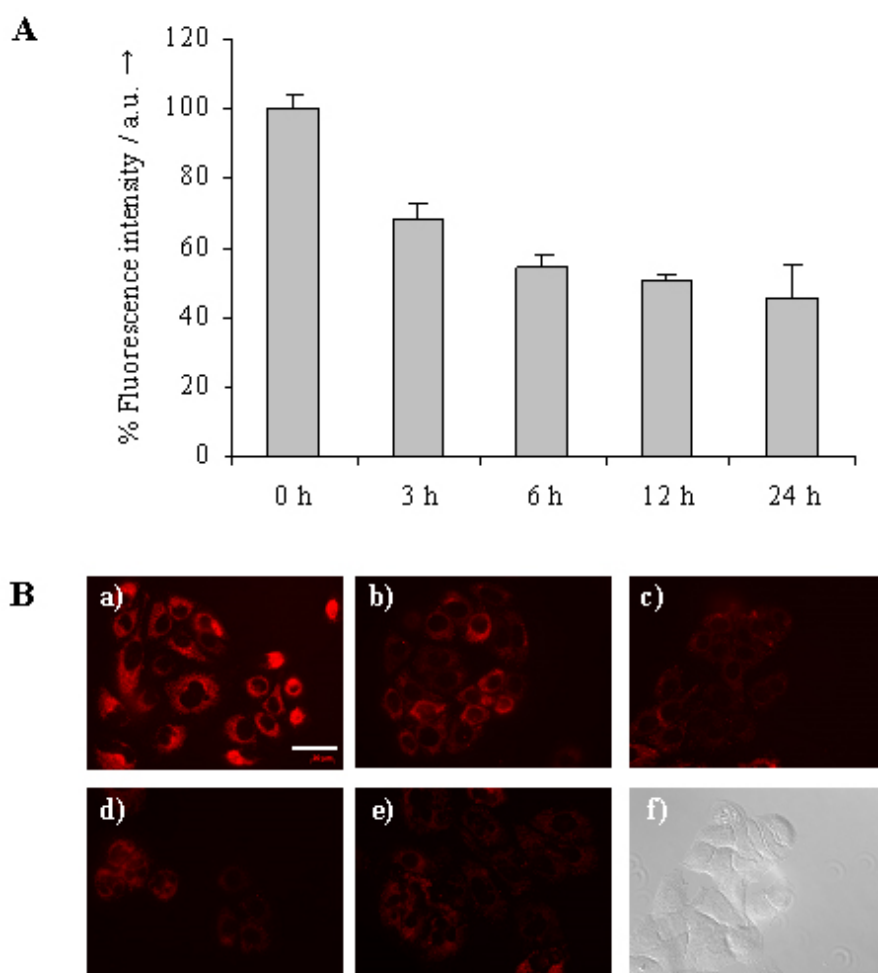 A
% Fluorescence intensity / a.u. →
120
100
80
60
40
20
0
0 h
3 h
6 h
12 h
24 h
B
a)
b)
c)
d)
e)
f)